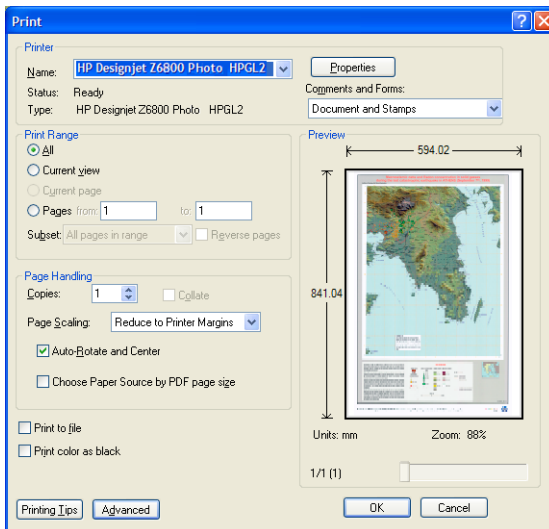 Print
Printer
Name: HP Designjet Z6800 Photo HPGL2
Properties
Status: Ready
Comments and Forms:
Type: HP Designjet Z6800 Photo HPGL2
Document and Stamps
Print Range
All
Current view
Current page
Pages from: 1 to: 1
Subset: All pages in range Reverse pages
Page Handling
Copies: 1 Collate
Page Scaling: Reduce to Printer Margins
Auto-Rotate and Center
Choose Paper Source by PDF page size
Print to file
Print color as black
Preview
594.02
841.04
Units: mm Zoom: 88%
1/1 (1)
Printing Tips Advanced OK Cancel